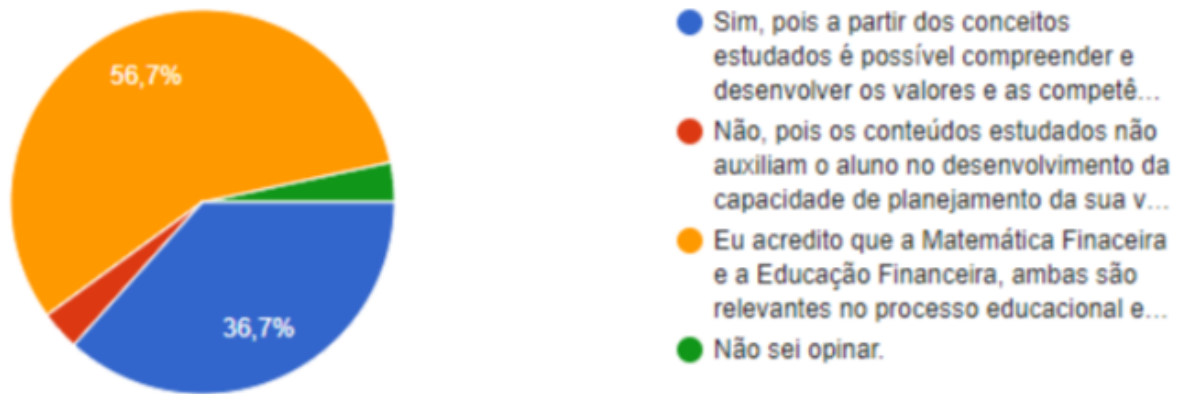 56,7%
36,7%
Sim, pois a partir dos conceitos
estudados é possível compreender e
desenvolver os valores e as competê...
Não, pois os conteúdos estudados não
auxiliam o aluno no desenvolvimento da
capacidade de planejamento da sua v...
Eu acredito que a Matemática Finaceira
e a Educação Financeira, ambas são
relevantes no processo educacional e...
Não sei opinar.